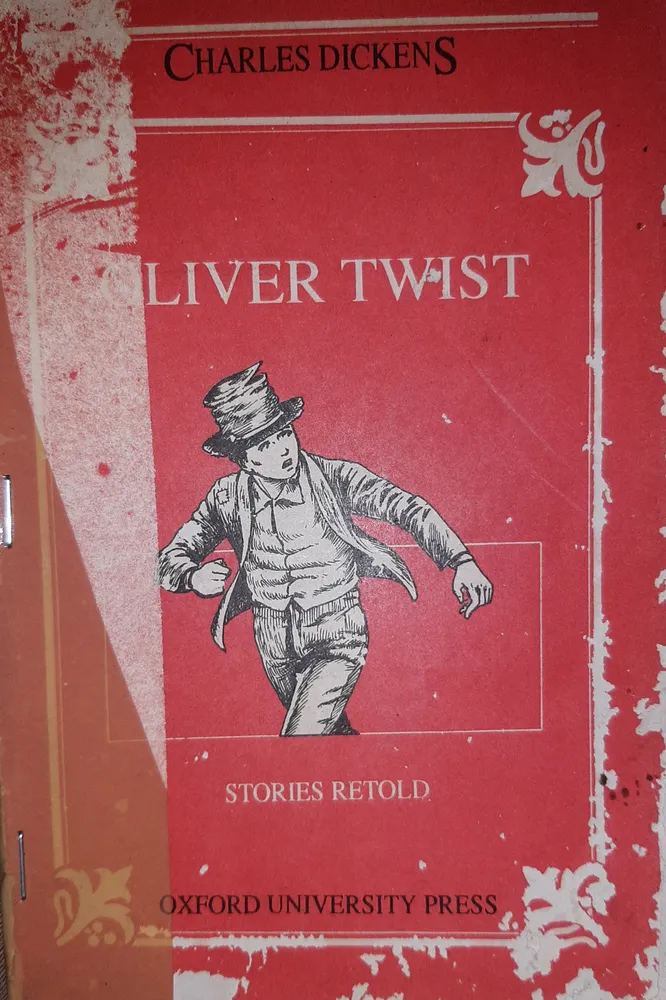 CHARLES DICKENS
OLIVER TWIST
STORIES RETOLD
OXFORD UNIVERSITY PRESS